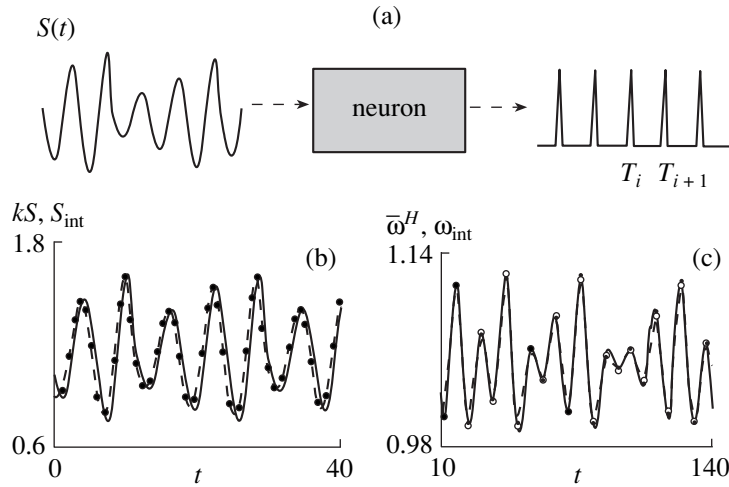 S(t)
(a)
neuron
T_i T_{i + 1}
kS, S_int
1.8
(b)
0.6
0
t
40
ω̅^H, ω_int
1.14
(c)
0.98
10
t
140